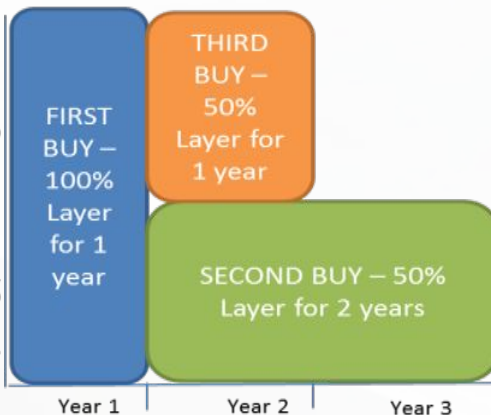 FIRST
BUY –
100%
Layer
for 1
year
THIRD
BUY –
50%
Layer for
1 year
SECOND BUY – 50%
Layer for 2 years
Year 1
Year 2
Year 3